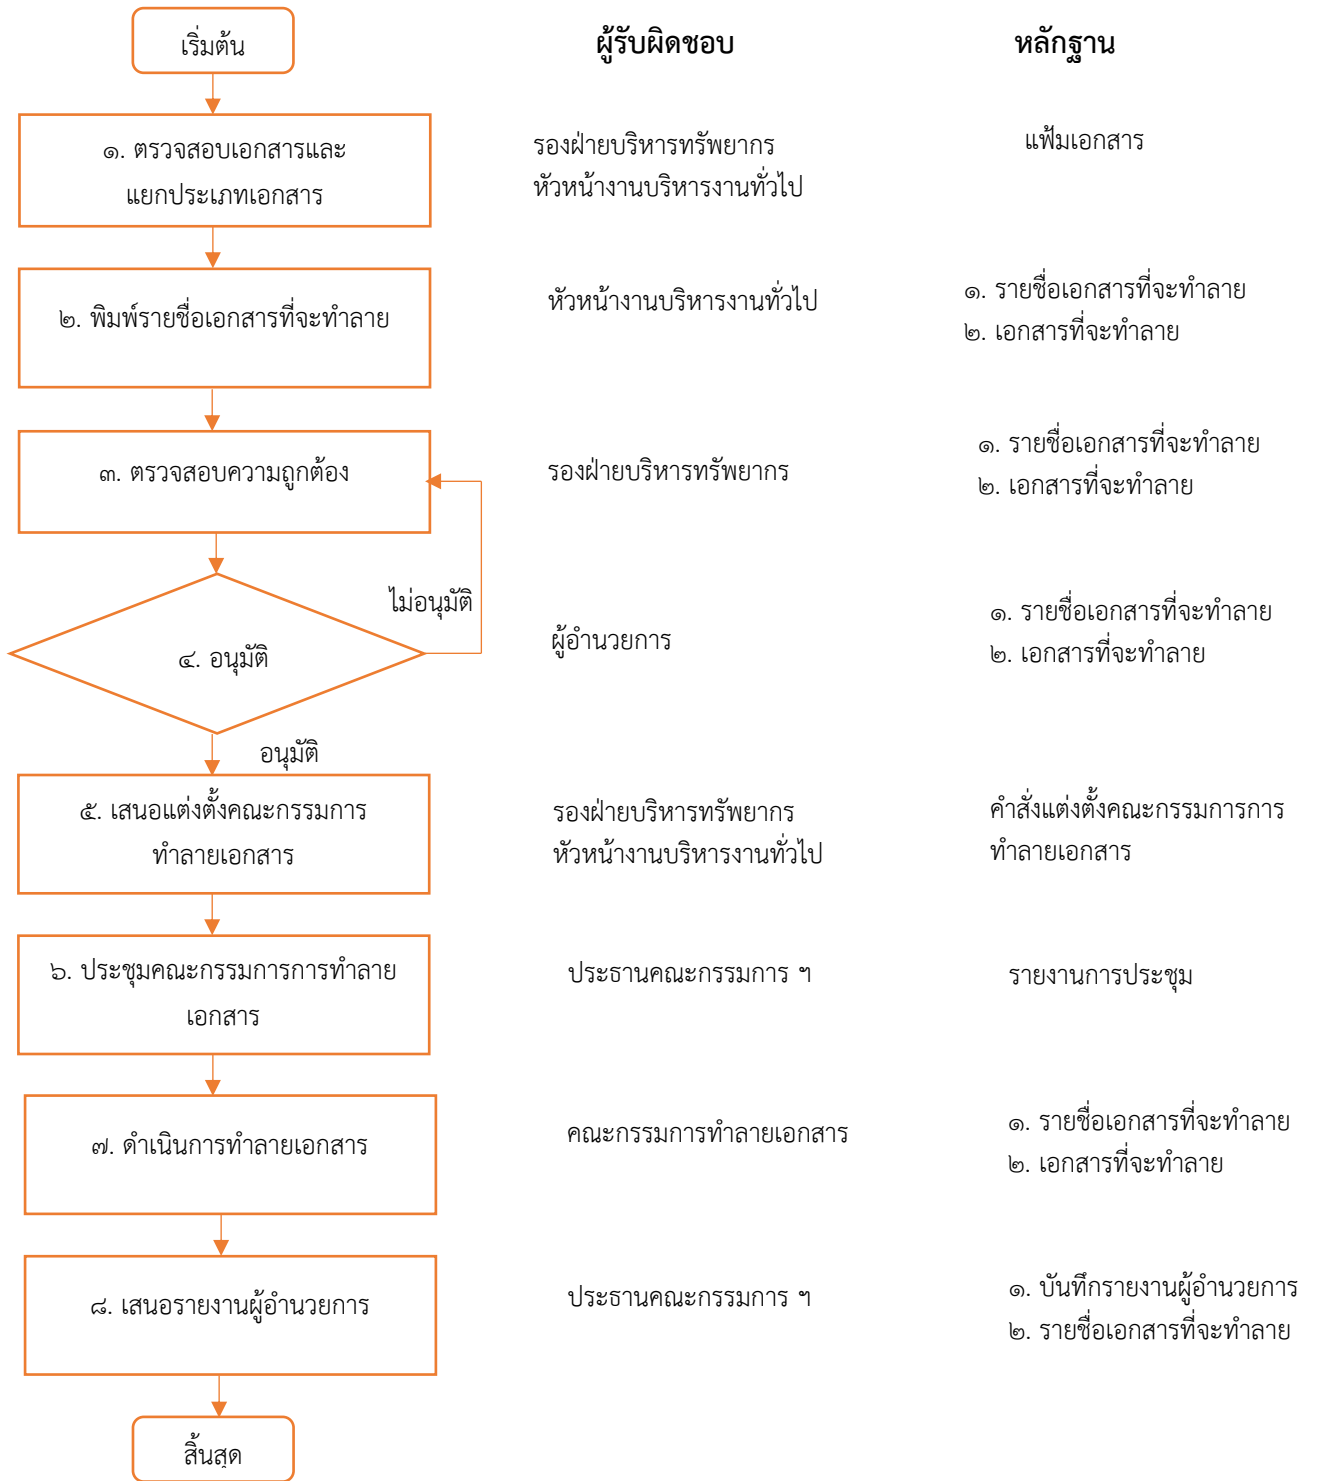 เริ่มต้น
ผู้รับผิดชอบ
หลักฐาน
๑. ตรวจสอบเอกสารและ
แยกประเภทเอกสาร
รองฝ่ายบริหารทรัพยากร
หัวหน้างานบริหารงานทั่วไป
แฟ้มเอกสาร
๒. พิมพ์รายชื่อเอกสารที่จะทำลาย
หัวหน้างานบริหารงานทั่วไป
๑. รายชื่อเอกสารที่จะทำลาย
๒. เอกสารที่จะทำลาย
๓. ตรวจสอบความถูกต้อง
รองฝ่ายบริหารทรัพยากร
๑. รายชื่อเอกสารที่จะทำลาย
๒. เอกสารที่จะทำลาย
ไม่อนุมัติ
๔. อนุมัติ
ผู้อำนวยการ
๑. รายชื่อเอกสารที่จะทำลาย
๒. เอกสารที่จะทำลาย
อนุมัติ
๕. เสนอแต่งตั้งคณะกรรมการ
ทำลายเอกสาร
รองฝ่ายบริหารทรัพยากร
หัวหน้างานบริหารงานทั่วไป
คำสั่งแต่งตั้งคณะกรรมการการ
ทำลายเอกสาร
๖. ประชุมคณะกรรมการการทำลาย
เอกสาร
ประธานคณะกรรมการ ฯ
รายงานการประชุม
๗. ดำเนินการทำลายเอกสาร
คณะกรรมการทำลายเอกสาร
๑. รายชื่อเอกสารที่จะทำลาย
๒. เอกสารที่จะทำลาย
๘. เสนอรายงานผู้อำนวยการ
ประธานคณะกรรมการ ฯ
๑. บันทึกรายงานผู้อำนวยการ
๒. รายชื่อเอกสารที่จะทำลาย
สิ้นสุด